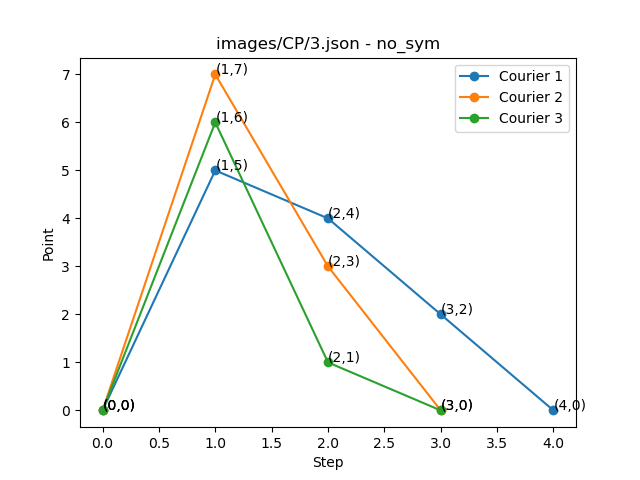 images/CP/3.json - no_sym
Courier 1
Courier 2
Courier 3
(1,7)
(1,6)
(1,5)
(2,4)
(2,3)
(3,2)
(2,1)
(0,0)
(3,0)
(4,0)
7
6
5
4
3
2
1
0
Point
0.0 0.5 1.0 1.5 2.0 2.5 3.0 3.5 4.0
Step